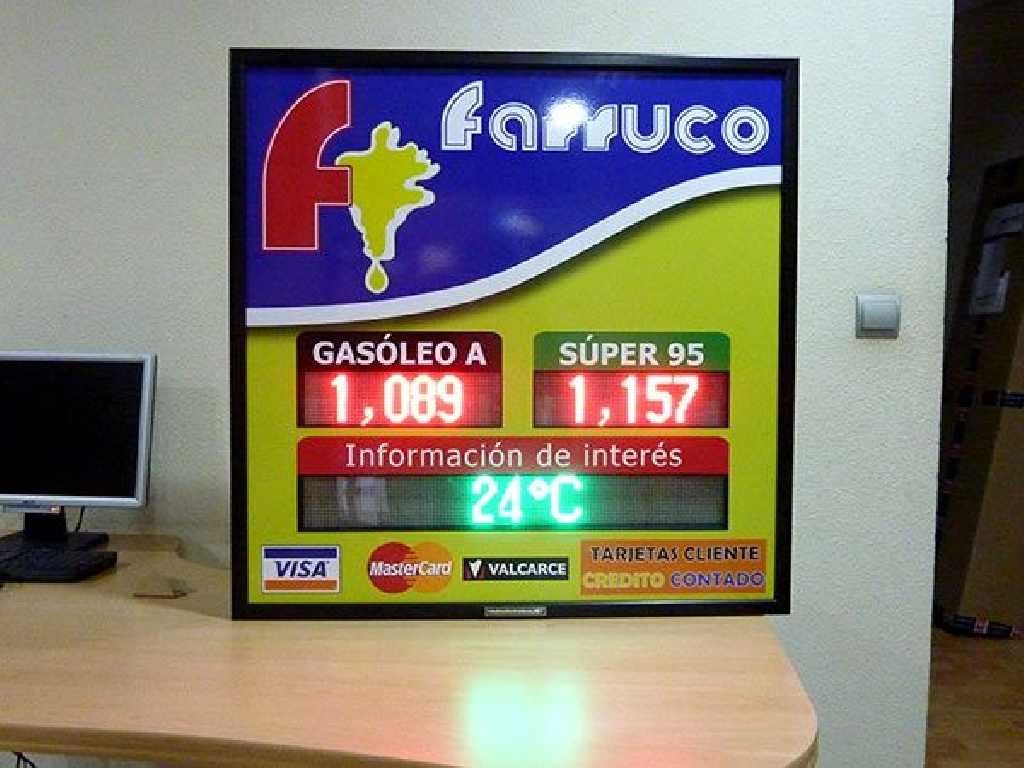 farruco
GASÓLEO A
1,089
SÚPER 95
1,157
Información de interés
24°C
VISA
MasterCard
VALCARCE
TARJETAS CLIENTE
CREDITO CONTADO